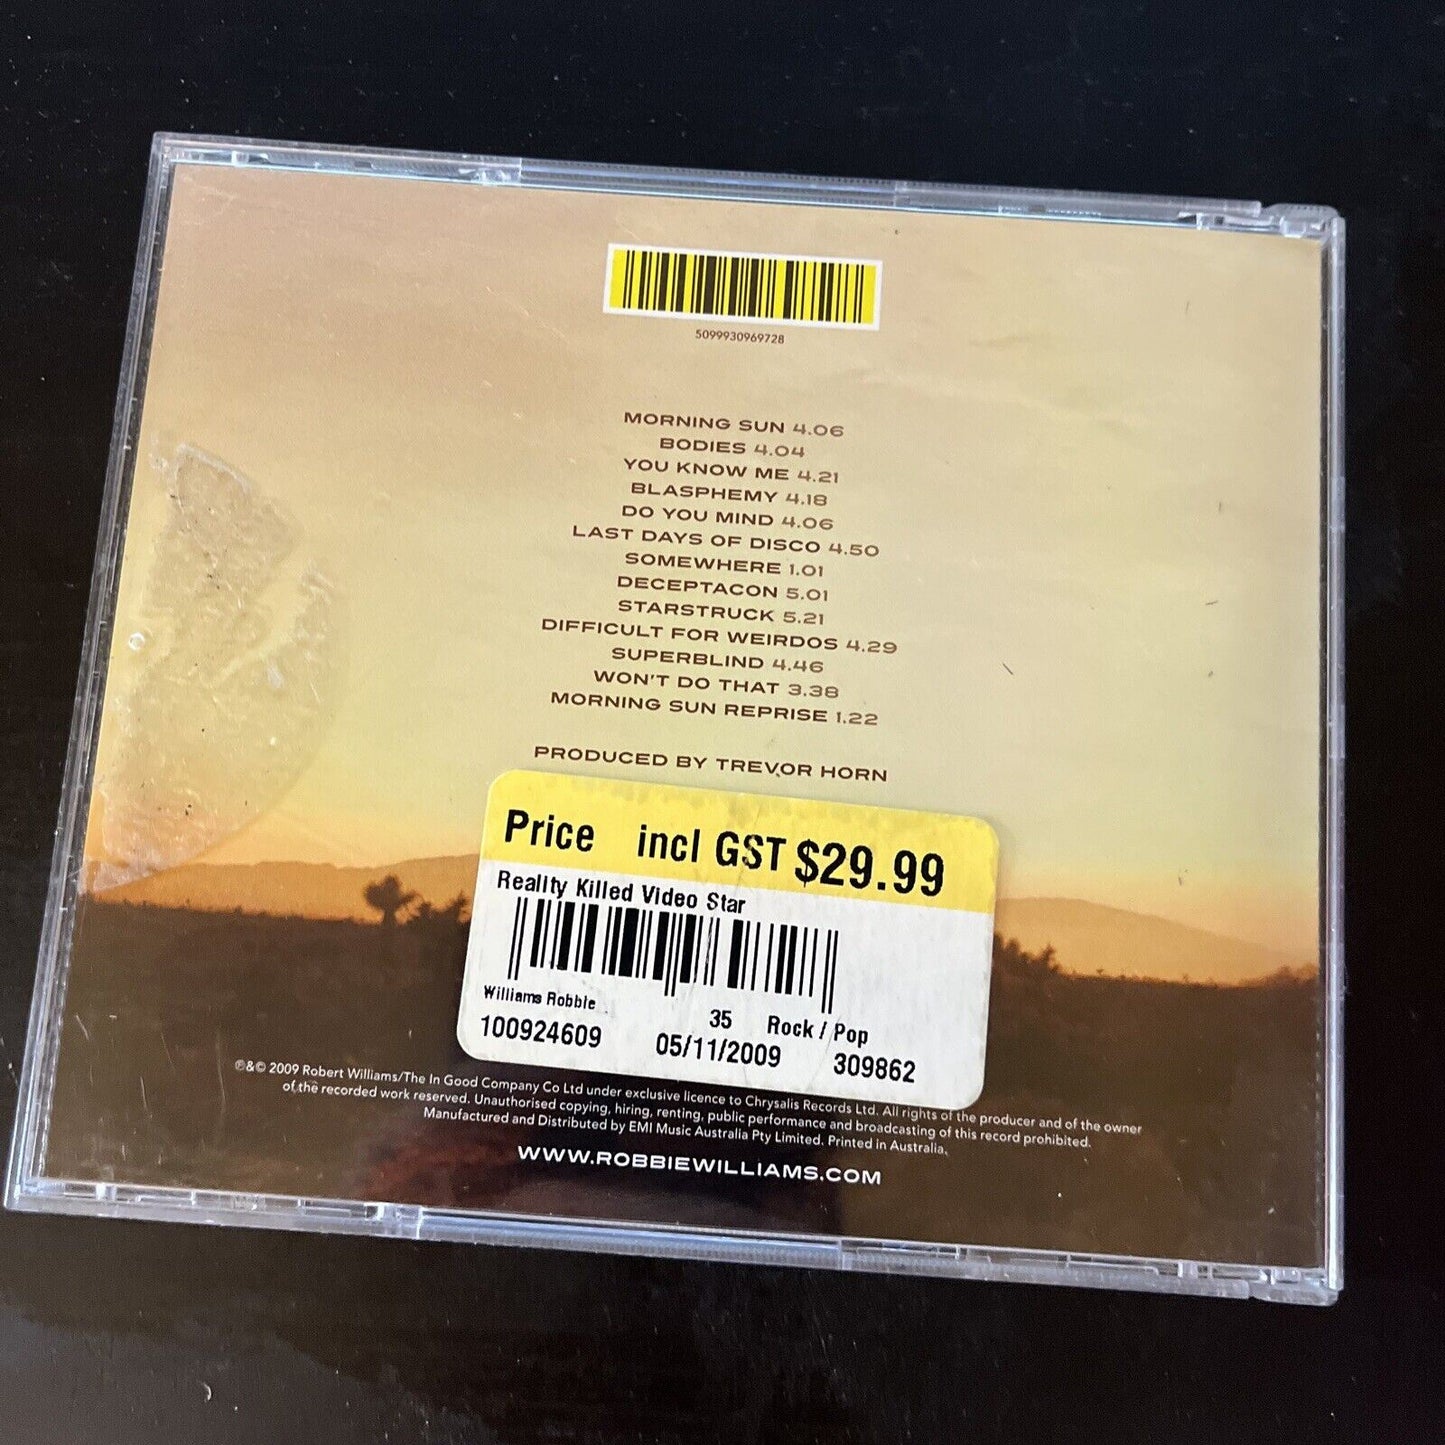 5099930969728
MORNING SUN 4.06
BODIES 4.04
YOU KNOW ME 4.21
BLASPHEMY 4.18
DO YOU MIND 4.06
LAST DAYS OF DISCO 4.50
SOMEWHERE 1.01
DECEPTACON 5.01
STARSTRUCK 5.21
DIFFICULT FOR WEIRDOS 4.29
SUPERBLIND 4.46
WON'T DO THAT 3.38
MORNING SUN REPRISE 1.22
PRODUCED BY TREVOR HORN
Price incl GST $29.99
Reality Killed Video Star
Williams Robbie
35 Rock / Pop
100924609 05/11/2009 309862
℗&© 2009 Robert Williams/The In Good Company Co Ltd under exclusive licence to Chrysalis Records Ltd. All rights of the producer and of the owner
of the recorded work reserved. Unauthorised copying, hiring, renting, public performance and broadcasting of this record prohibited.
Manufactured and Distributed by EMI Music Australia Pty Limited. Printed in Australia.
WWW.ROBBIEWILLIAMS.COM